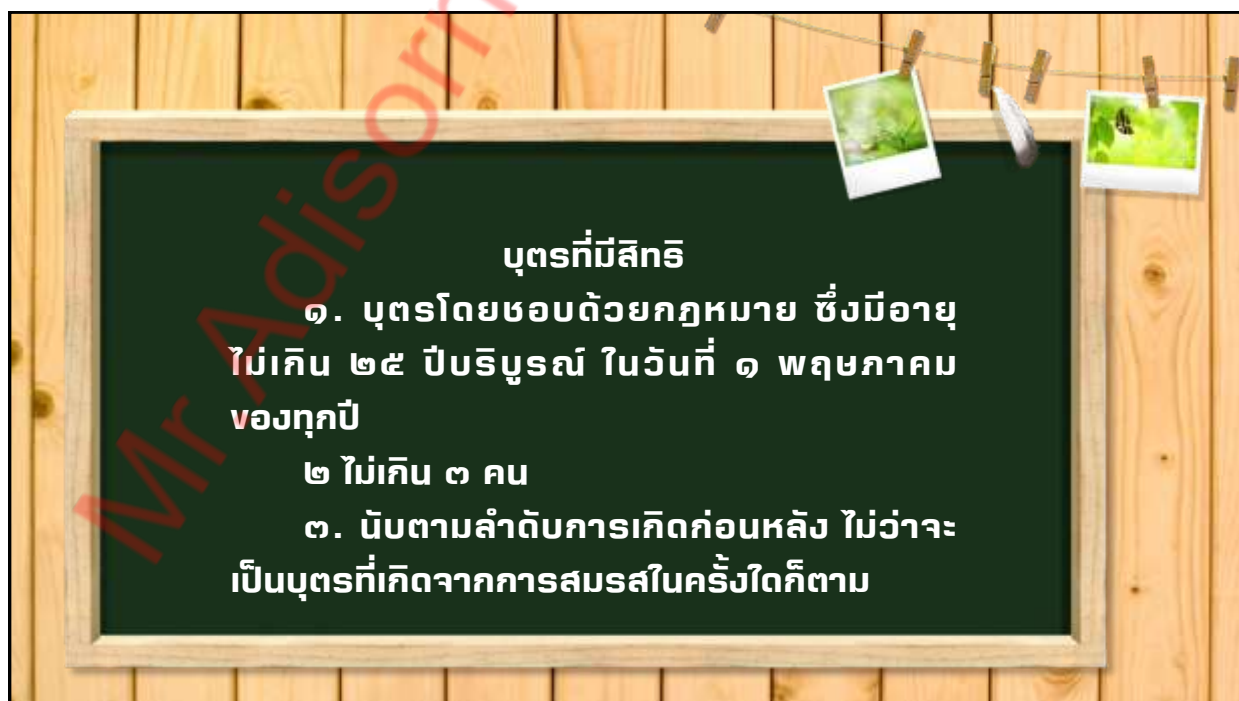 บุตรที่มีสิทธิ
๑. บุตรโดยชอบด้วยกฎหมาย ซึ่งมีอายุ
ไม่เกิน ๒๕ ปีบริบูรณ์ ในวันที่ ๑ พฤษภาคม
ของทุกปี
๒ ไม่เกิน ๓ คน
๓. นับตามลำดับการเกิดก่อนหลัง ไม่ว่าจะ
เป็นบุตรที่เกิดจากการสมรสในครั้งใดก็ตาม
Mr Adisorn